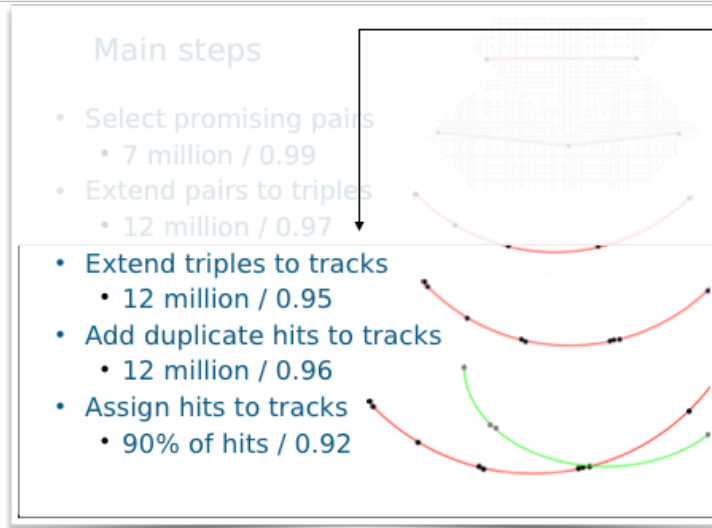 Main steps
• Select promising pairs
• 7 million / 0.99
• Extend pairs to triples
• 12 million / 0.97
• Extend triples to tracks
• 12 million / 0.95
• Add duplicate hits to tracks
• 12 million / 0.96
• Assign hits to tracks
• 90% of hits / 0.92